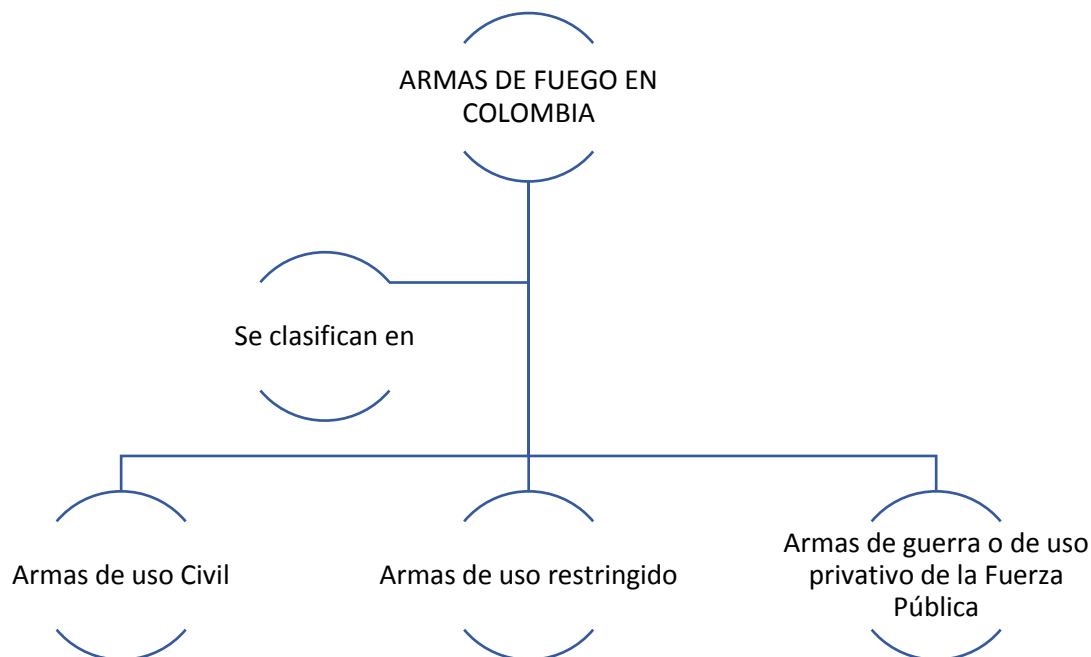 ARMAS DE FUEGO EN
COLOMBIA
Se clasifican en
Armas de uso Civil
Armas de uso restringido
Armas de guerra o de uso
privativo de la Fuerza
Pública